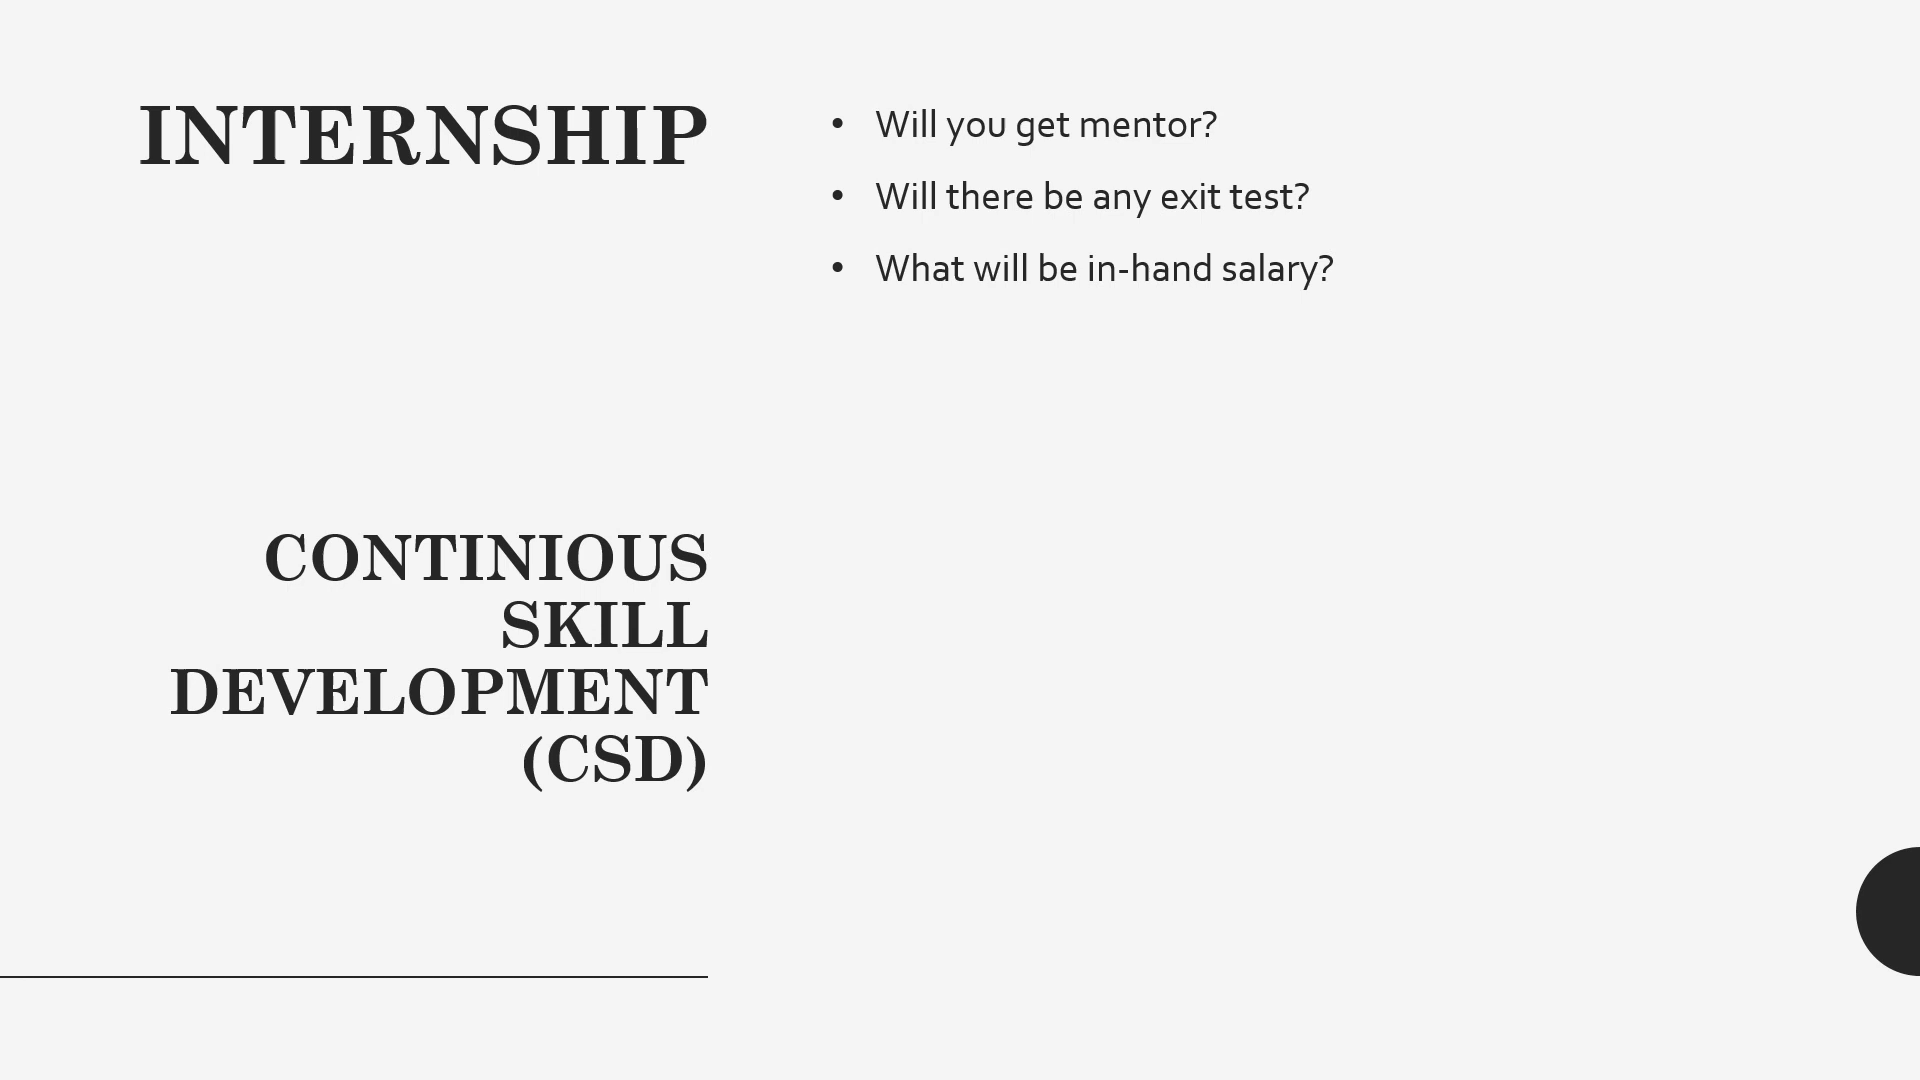 INTERNSHIP
• Will you get mentor?
• Will there be any exit test?
• What will be in-hand salary?
CONTINIOUS
SKILL
DEVELOPMENT
(CSD)